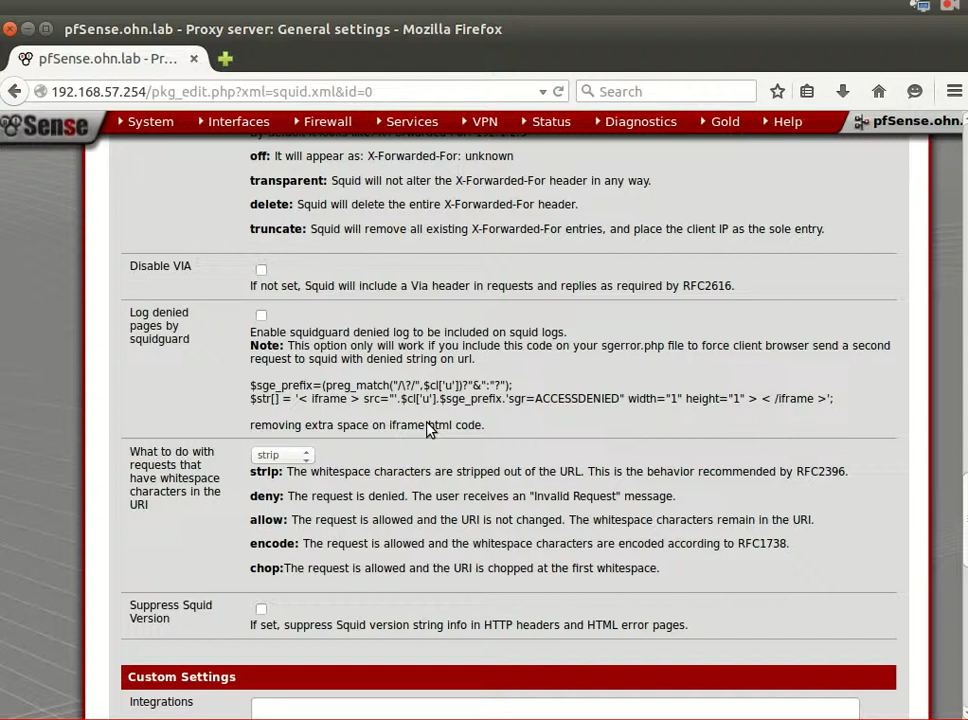 pfSense.ohn.lab - Proxy server: General settings - Mozilla Firefox
pfSense.ohn.lab - Pr... ×
192.168.57.254/pkg_edit.php?xml=squid.xml&id=0
Search
Sense
System
Interfaces
Firewall
Services
VPN
Status
Diagnostics
Gold
Help
pfSense.ohn.
off: It will appear as: X-Forwarded-For: unknown
transparent: Squid will not alter the X-Forwarded-For header in any way.
delete: Squid will delete the entire X-Forwarded-For header.
truncate: Squid will remove all existing X-Forwarded-For entries, and place the client IP as the sole entry.
Disable VIA
If not set, Squid will include a Via header in requests and replies as required by RFC2616.
Log denied
pages by
squidguard
Enable squidguard denied log to be included on squid logs.
Note: This option only will work if you include this code on your sgerror.php file to force client browser send a second
request to squid with denied string on url.
$sge_prefix=(preg_match("/\?/",$cl['u'])?"&":"?");
$str[] = '< iframe > src="'.$cl['u'].$sge_prefix.'sgr=ACCESSDENIED" width="1" height="1" > < /iframe >';
removing extra space on iframe html code.
What to do with
requests that
have whitespace
characters in the
URI
strip
strip: The whitespace characters are stripped out of the URL. This is the behavior recommended by RFC2396.
deny: The request is denied. The user receives an "Invalid Request" message.
allow: The request is allowed and the URI is not changed. The whitespace characters remain in the URI.
encode: The request is allowed and the whitespace characters are encoded according to RFC1738.
chop:The request is allowed and the URI is chopped at the first whitespace.
Suppress Squid
Version
If set, suppress Squid version string info in HTTP headers and HTML error pages.
Custom Settings
Integrations